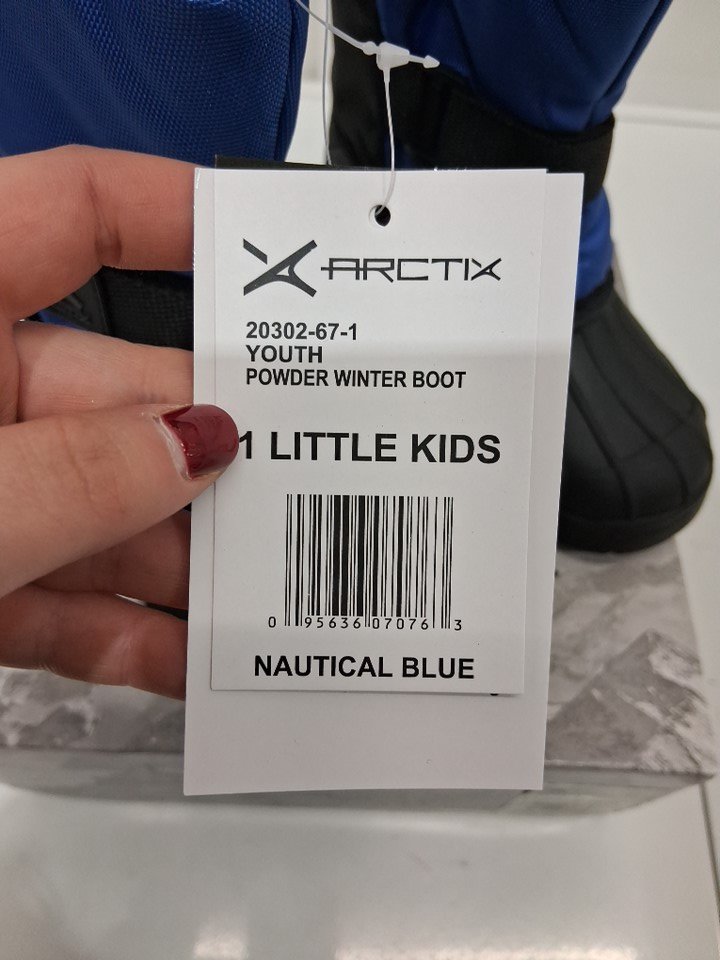 ARCTIX
20302-67-1
YOUTH
POWDER WINTER BOOT
1 LITTLE KIDS
0 95636 07076 3
NAUTICAL BLUE